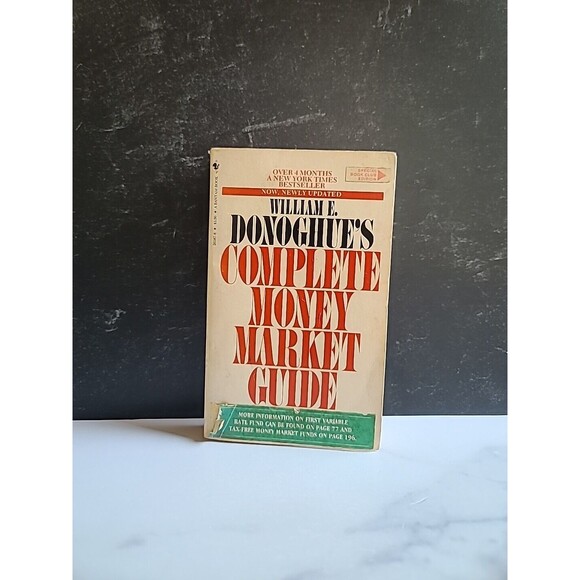 OVER 4 MONTHS
A NEW YORK TIMES
BESTSELLER
NOW, NEWLY UPDATED
WILLIAM E.
DONOGHUE'S
COMPLETE
MONEY
MARKET
GUIDE
MORE INFORMATION ON FIRST VARIABLE
RATE FUND CAN BE FOUND ON PAGE 77 AND
TAX-FREE MONEY MARKET FUNDS ON PAGE 196.